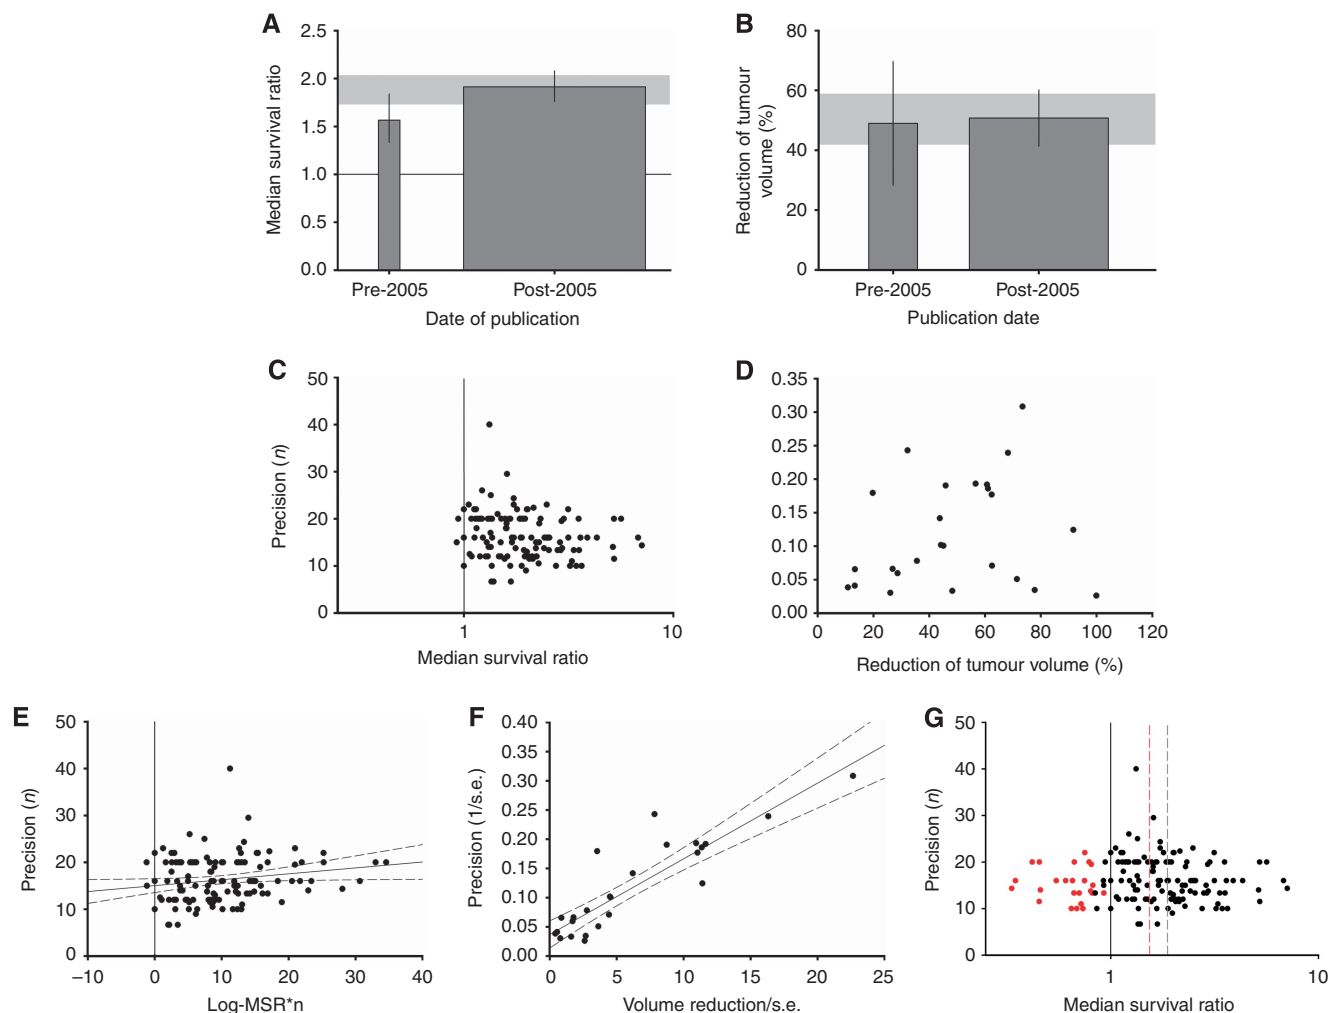 A
2.5
2.0
1.5
1.0
0.5
0.0
Median survival ratio
Pre-2005
Post-2005
Date of publication
B
80
60
40
20
0
Reduction of tumour
volume (%)
Pre-2005
Post-2005
Publication date
C
50
40
30
20
10
0
Precision (n)
1
10
Median survival ratio
D
0.35
0.30
0.25
0.20
0.15
0.10
0.05
0.00
0
20
40
60
80
100
120
Reduction of tumour volume (%)
E
50
40
30
20
10
0
Precision (n)
–10
0
10
20
30
40
Log-MSR*n
F
0.40
0.35
0.30
0.25
0.20
0.15
0.10
0.05
0.00
Precision (1/s.e.)
0
5
10
15
20
25
Volume reduction/s.e.
G
50
40
30
20
10
0
Precision (n)
1
10
Median survival ratio